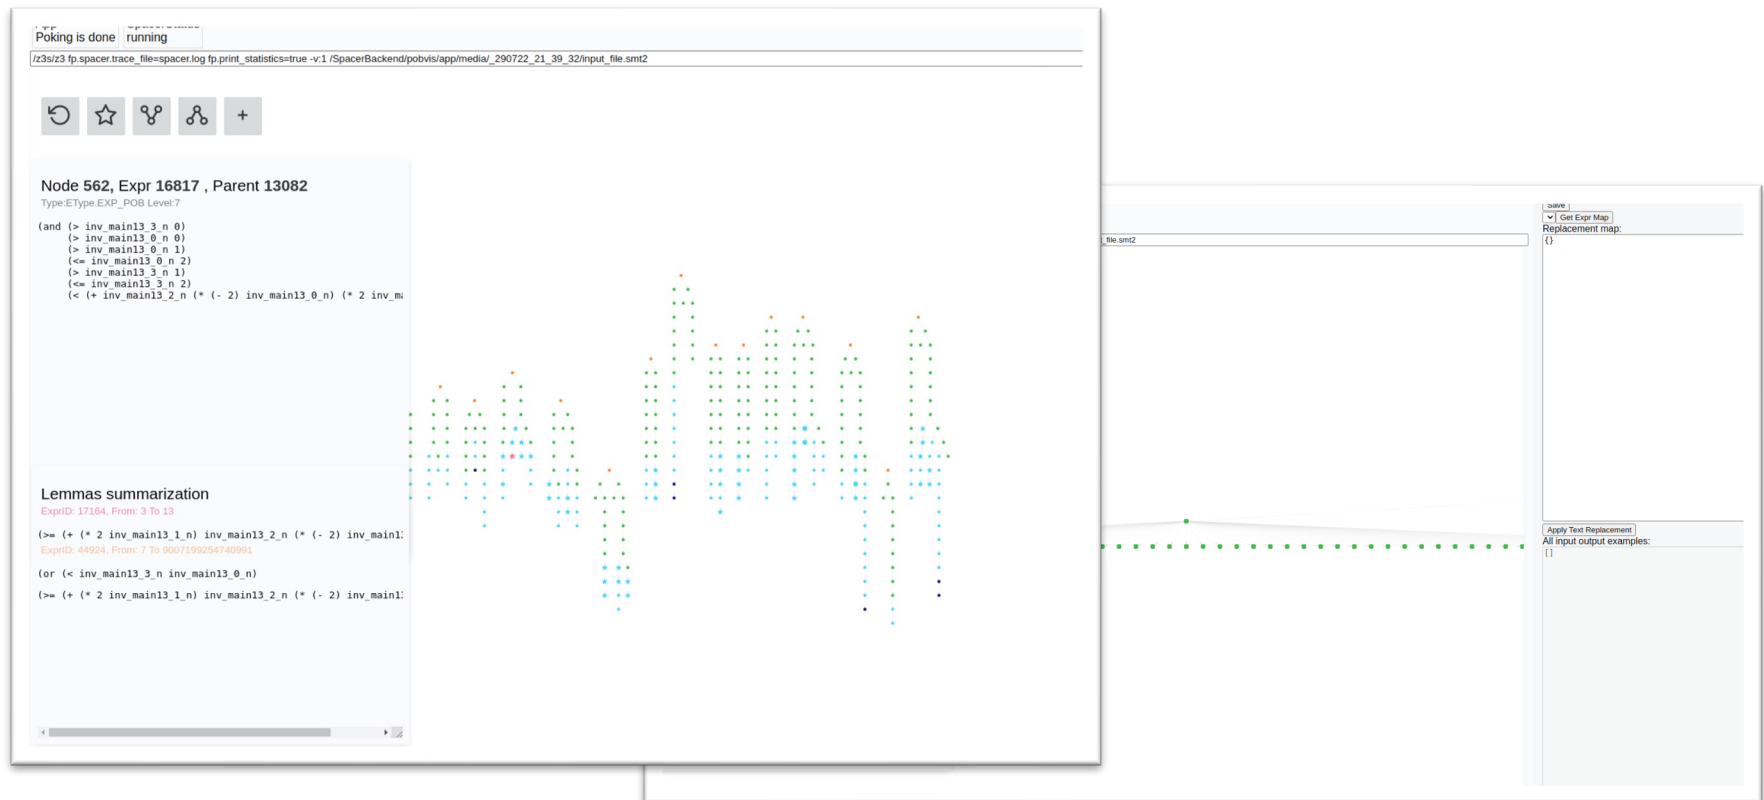 Poking is done
running
/z3s/z3 fp.spacer.trace_file=spacer.log fp.print_statistics=true -v:1 /SpacerBackend/pobvis/app/media/_290722_21_39_32/input_file.smt2
+
Node 562, Expr 16817 , Parent 13082
Type:EType.EXP_POB Level:7
(and (> inv_main13_3_n 0)
     (> inv_main13_0_n 0)
     (> inv_main13_0_n 1)
     (<= inv_main13_0_n 2)
     (> inv_main13_3_n 1)
     (<= inv_main13_3_n 2)
     (< (+ inv_main13_2_n (* (- 2) inv_main13_0_n) (* 2 inv_ma
Lemmas summarization
ExprID: 17164, From: 3 To 13
(>= (+ (* 2 inv_main13_1_n) inv_main13_2_n (* (- 2) inv_main1:
ExprID: 44924, From: 7 To 9007199254740991
(or (< inv_main13_3_n inv_main13_0_n)
(>= (+ (* 2 inv_main13_1_n) inv_main13_2_n (* (- 2) inv_main1:
_file.smt2
Save
Get Expr Map
Replacement map:
{}
Apply Text Replacement
All input output examples:
[]